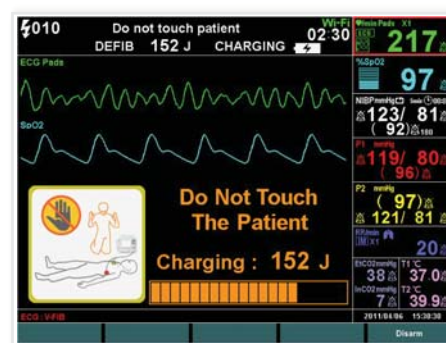 010
Do not touch patient
Wi-Fi
02:30
DEFIB 152 J CHARGING
ECG Pads
SpO2
Do Not Touch
The Patient
Charging : 152 J
ECG : V-FIB
Pads X1
217
%SpO2
97
NIBP mmHg
123/ 81
( 92)
P1 mmHg
119/ 80
( 96)
P2 mmHg
( 97)
121/ 81
X1
20
EtCO2 mmHg
38
T1 °C
37.0
InCO2 mmHg
7
T2 °C
39.9
2011/04/06 15:38:30
Disarm